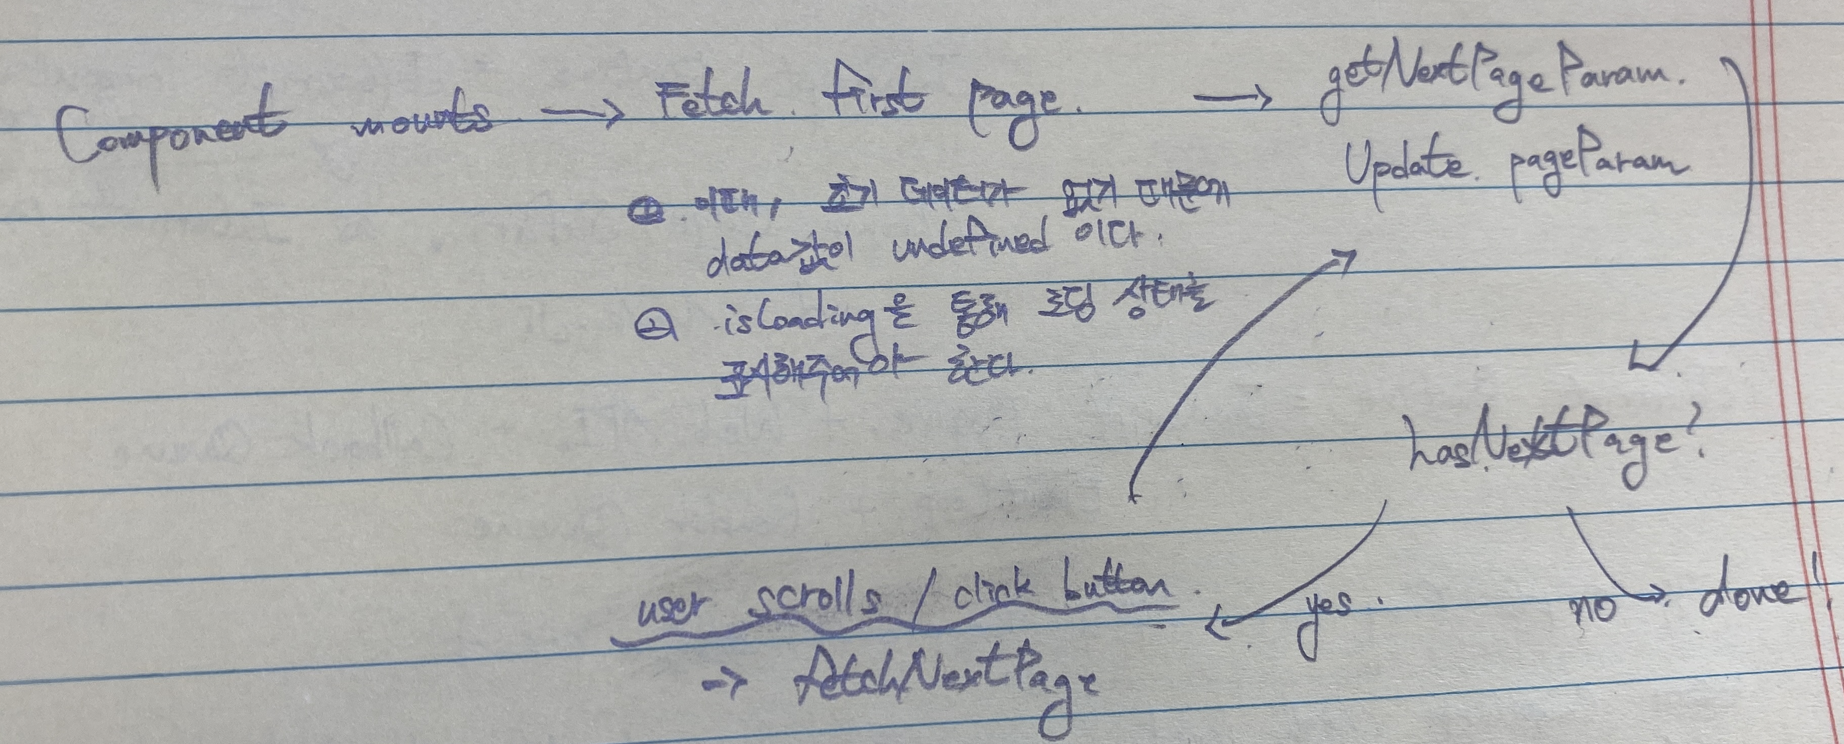 Component mounts → Fetch. first page. → getNextPageParam.
Update. pageParam
① 이때, 초기 데이터가 없기 때문에
data값이 undefined 이다.
② isLoading은 통해 로딩 상태를
표시해주어야 한다.
hasNextPage?
user scrolls / click button.
yes.
no → done!
→ fetchNextPage